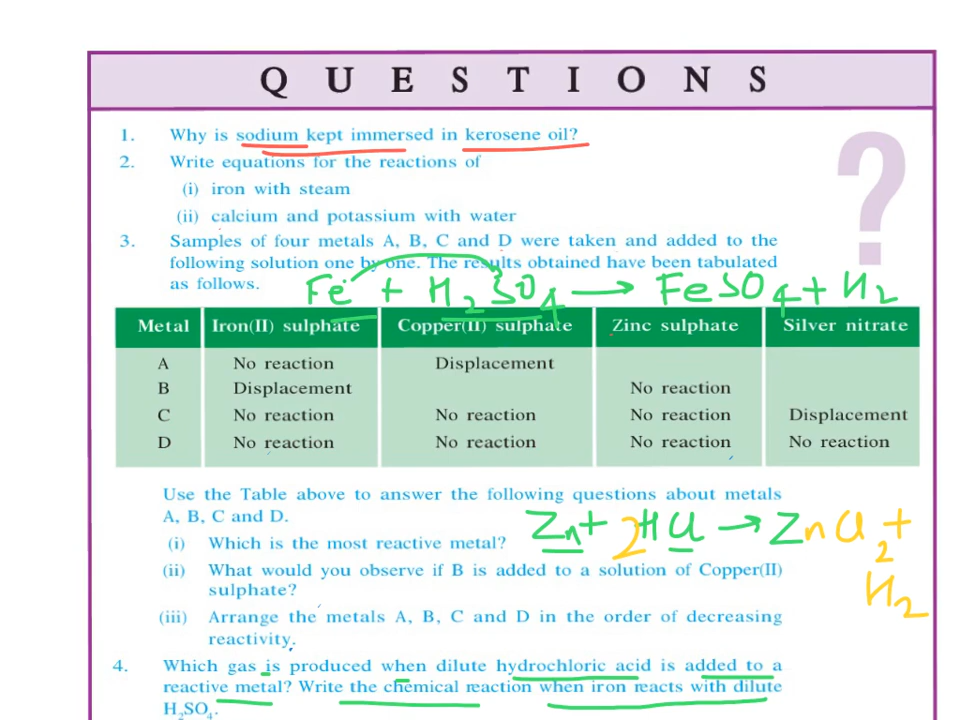 QUESTIONS
1. Why is sodium kept immersed in kerosene oil?
2. Write equations for the reactions of
(i) iron with steam
(ii) calcium and potassium with water
3. Samples of four metals A, B, C and D were taken and added to the
following solution one by one. The results obtained have been tabulated
as follows.
Fe + H₂SO₄ → FeSO₄ + H₂
Metal Iron(II) sulphate Copper(II) sulphate Zinc sulphate Silver nitrate
A No reaction Displacement
B Displacement No reaction
C No reaction No reaction No reaction Displacement
D No reaction No reaction No reaction No reaction
Use the Table above to answer the following questions about metals
A, B, C and D.
Zn + 2HCl → ZnCl₂ +
H₂
(i) Which is the most reactive metal?
(ii) What would you observe if B is added to a solution of Copper(II)
sulphate?
(iii) Arrange the metals A, B, C and D in the order of decreasing
reactivity.
4. Which gas is produced when dilute hydrochloric acid is added to a
reactive metal? Write the chemical reaction when iron reacts with dilute
H₂SO₄.
?